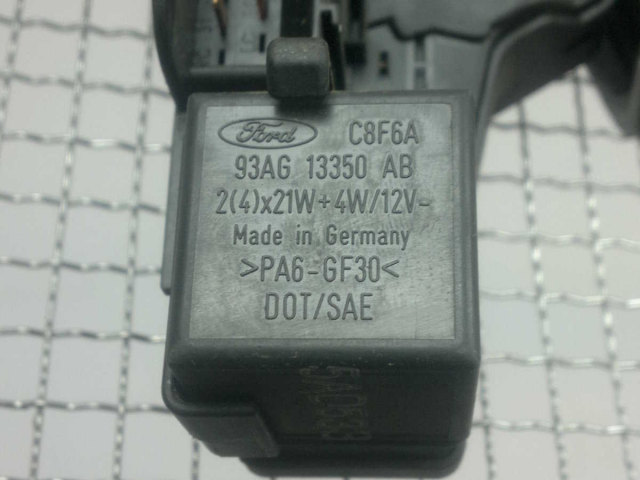 Ford C8F6A
93AG 13350 AB
2(4)x21W+4W/12V-
Made in Germany
>PA6-GF30<
DOT/SAE